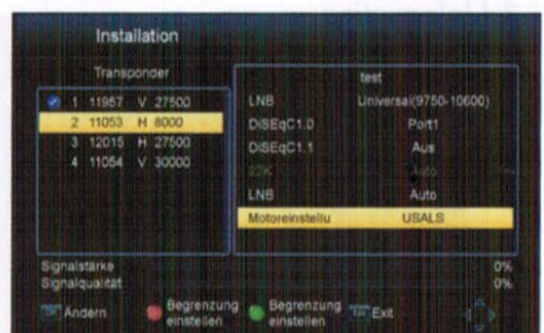 Installation
Transponder
1 11957 V 27500
2 11053 H 8000
3 12015 H 27500
4 11054 V 30000
test
LNB Universal(9750-10600)
DiSEqC1.0 Port1
DiSEqC1.1 Aus
22K Auto
LNB Auto
Motoreinstellu USALS
Signalstärke 0%
Signalqualität 0%
Ändern
Begrenzung einstellen
Begrenzung einstellen
Exit